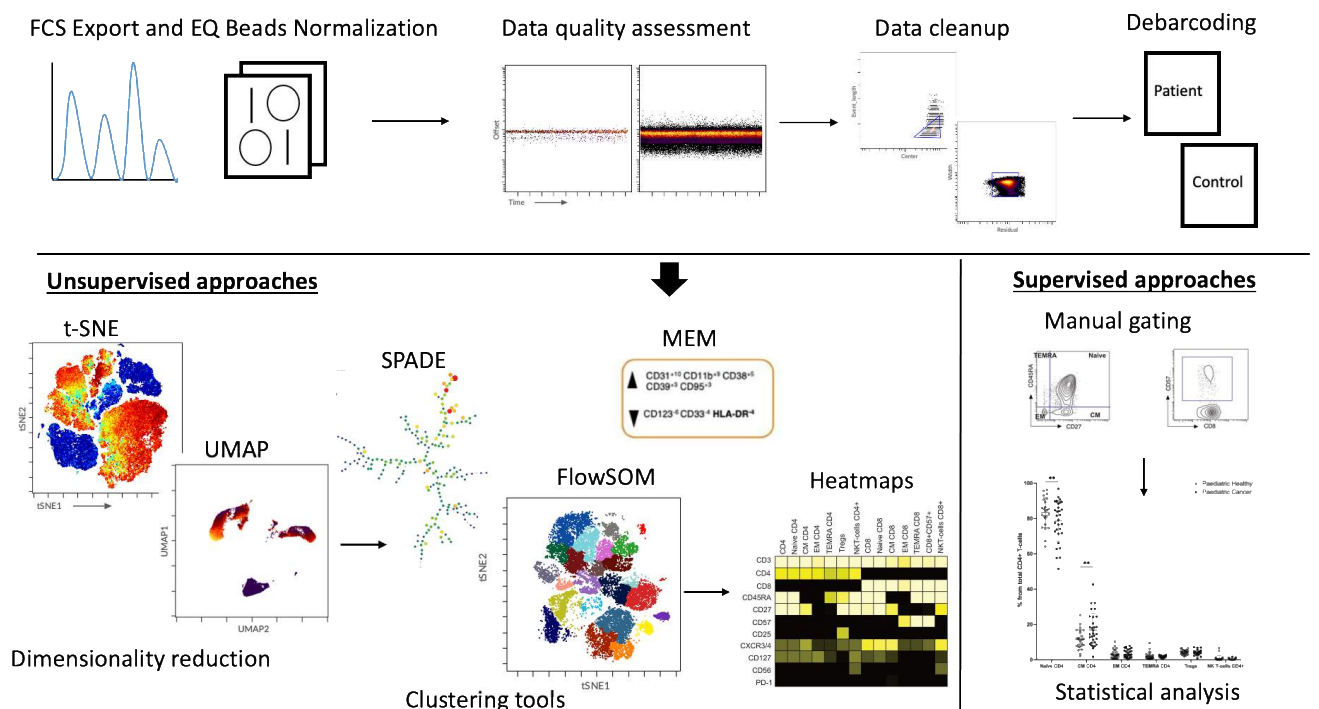 FCS Export and EQ Beads Normalization
Data quality assessment
Data cleanup
Debarcoding
Offset
Time
Event_length
Center
Width
Residual
Patient
Control
Unsupervised approaches
Supervised approaches
t-SNE
tSNE2
tSNE1
UMAP
UMAP1
UMAP2
Dimensionality reduction
SPADE
MEM
CD31+10 CD11b+9 CD38+5
CD39+3 CD95+3
CD123-6 CD33-4 HLA-DR-4
FlowSOM
tSNE2
tSNE1
Clustering tools
Heatmaps
CD4
Naive CD4
CM CD4
EM CD4
TEMRA CD4
Tregs
NKT-cells CD4+
CD8
Naive CD8
CM CD8
EM CD8
TEMRA CD8
CD8+CD57+
NKT-cells CD8+
CD3
CD4
CD8
CD45RA
CD27
CD57
CD25
CXCR3/4
CD127
CD56
PD-1
Manual gating
TEMRA
Naive
CD45RA
EM
CM
CD27
CD57
CD8
Paediatric Healthy
Paediatric Cancer
% from total CD4+ T-cells
100
80
60
40
20
0
**
**
Naive CD4
CM CD4
EM CD4
TEMRA CD4
Tregs
NK T-cells CD4+
Statistical analysis